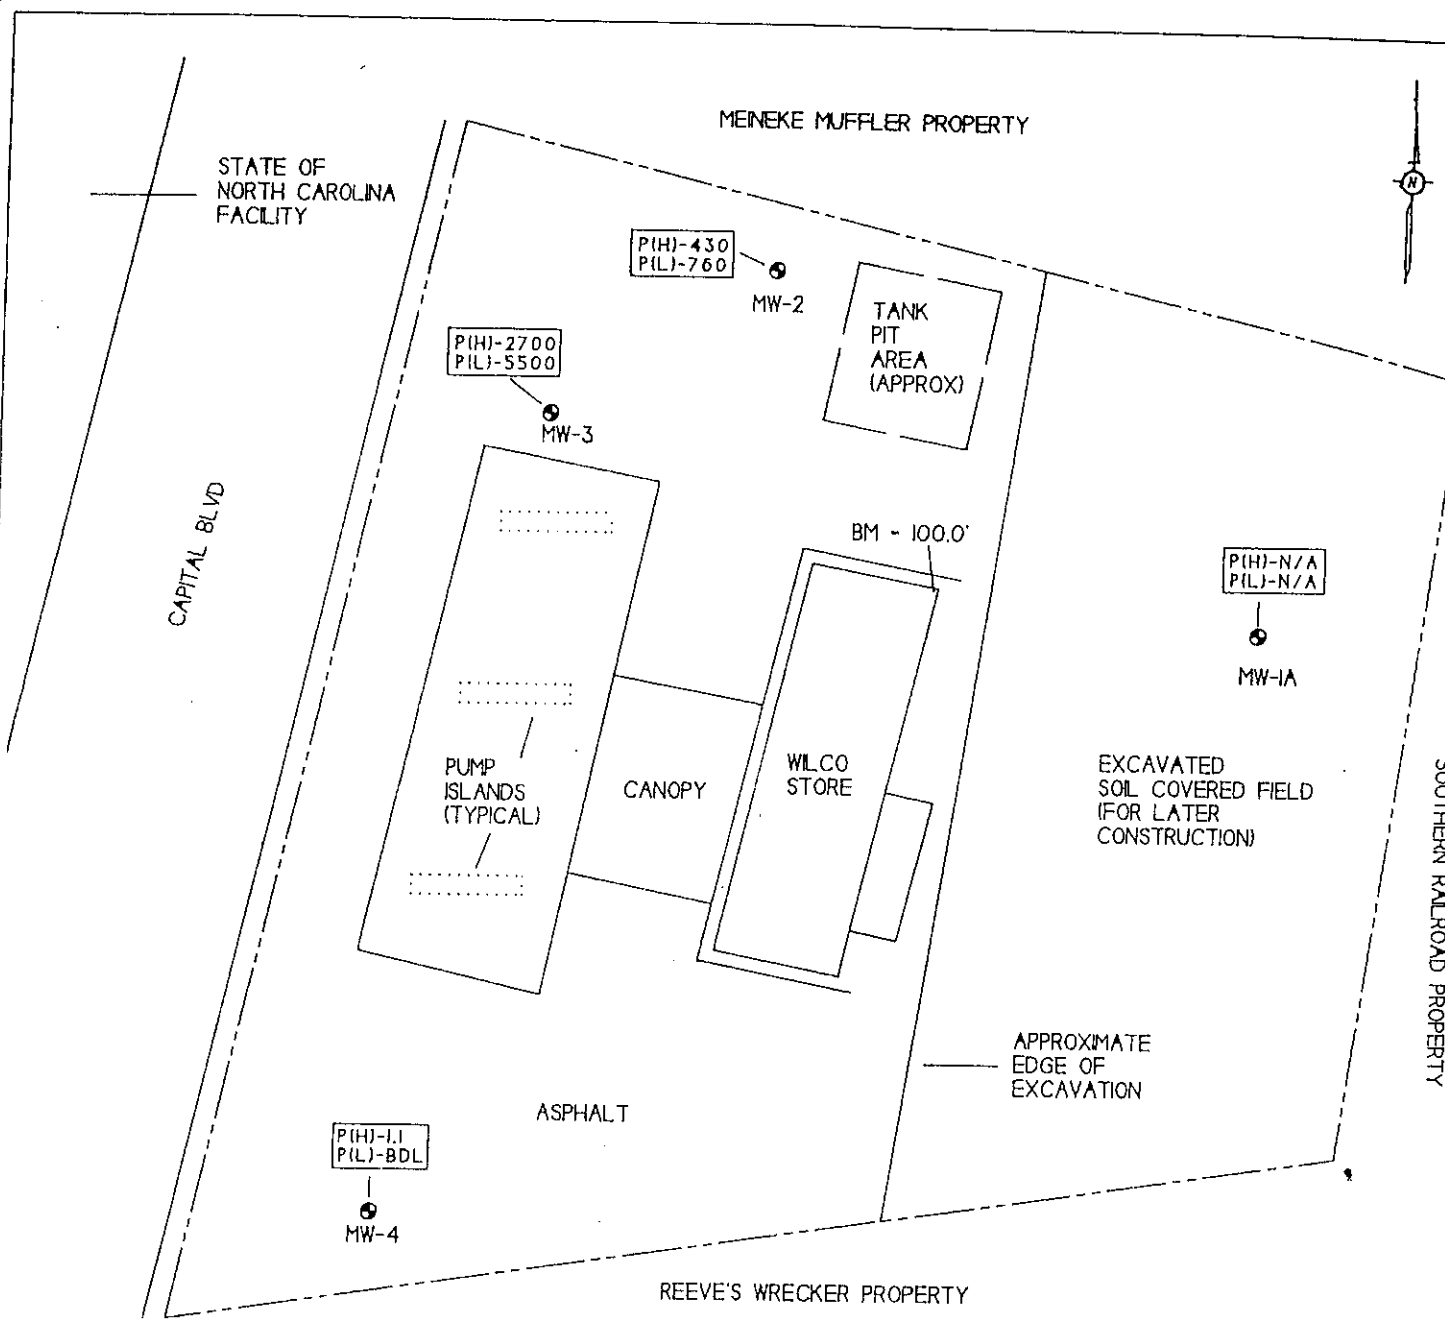 MEINEKE MUFFLER PROPERTY
STATE OF
NORTH CAROLINA
FACILITY
N
P(H)-430
P(L)-760
MW-2
TANK
PIT
AREA
(APPROX)
P(H)-2700
P(L)-5500
MW-3
CAPITAL BLVD
BM - 100.0'
P(H)-N/A
P(L)-N/A
MW-1A
PUMP
ISLANDS
(TYPICAL)
CANOPY
WILCO
STORE
EXCAVATED
SOIL COVERED FIELD
(FOR LATER
CONSTRUCTION)
SOUTHERN RAILROAD PROPERTY
APPROXIMATE
EDGE OF
EXCAVATION
ASPHALT
P(H)-1.1
P(L)-BDL
MW-4
REEVE'S WRECKER PROPERTY